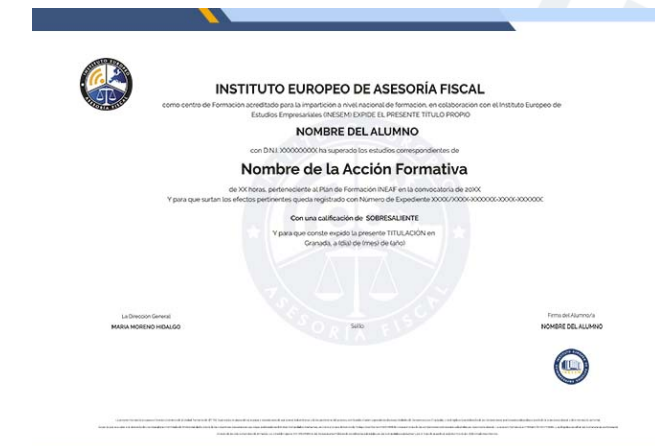 INSTITUTO EUROPEO DE ASESORÍA FISCAL
como centro de Formación acreditado para la impartición a nivel nacional de formación, en colaboración con el Instituto Europeo de
Estudios Empresariales (INESEM) EXPIDE EL PRESENTE TÍTULO PROPIO
NOMBRE DEL ALUMNO
con D.N.I. XXXXXXXXX ha superado los estudios correspondientes de
Nombre de la Acción Formativa
de XX horas, perteneciente al Plan de Formación INEAF en la convocatoria de 20XX
Y para que surtan los efectos pertinentes queda registrado con Número de Expediente XXXX/XXXX-XXXXXX-XXXX-XXXXXX
Con una calificación de SOBRESALIENTE
Y para que conste expido la presente TITULACIÓN en
Granada, a (día) de (mes) de (año)
ASESORIA FISCAL
La Direccion General
MARIA MORENO HIDALGO
Sello
Firma del Alumno/a
NOMBRE DEL ALUMNO